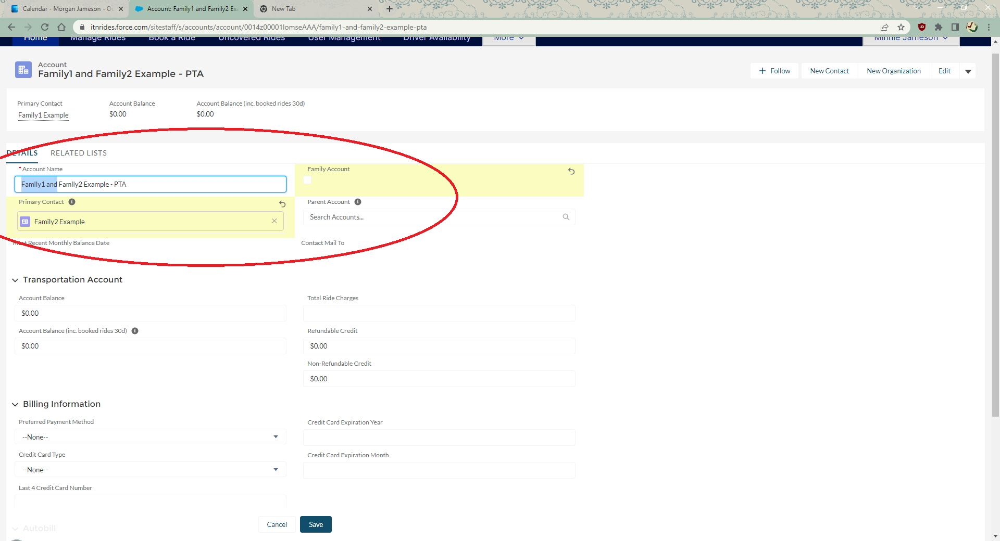 Calendar - Morgan Jameson - Ou
Account: Family1 and Family2 Exa
New Tab
itnrides.force.com/sitestaff/s/accounts/account/0014z00001IomseAAA/family1-and-family2-example-pta
Home
Manage Rides
Book a Ride
Uncovered Rides
User Management
Driver Availability
More
Minnie Jameson
Account
Family1 and Family2 Example - PTA
Follow
New Contact
New Organization
Edit
Primary Contact
Account Balance
Account Balance (inc. booked rides 30d)
Family1 Example
$0.00
$0.00
DETAILS
RELATED LISTS
* Account Name
Family Account
Family1 and Family2 Example - PTA
Primary Contact
Parent Account
Family2 Example
Search Accounts...
Most Recent Monthly Balance Date
Contact Mail To
Transportation Account
Account Balance
Total Ride Charges
$0.00
Account Balance (inc. booked rides 30d)
Refundable Credit
$0.00
$0.00
Non-Refundable Credit
$0.00
Billing Information
Preferred Payment Method
Credit Card Expiration Year
--None--
Credit Card Type
Credit Card Expiration Month
--None--
Last 4 Credit Card Number
Cancel
Save
Autobill